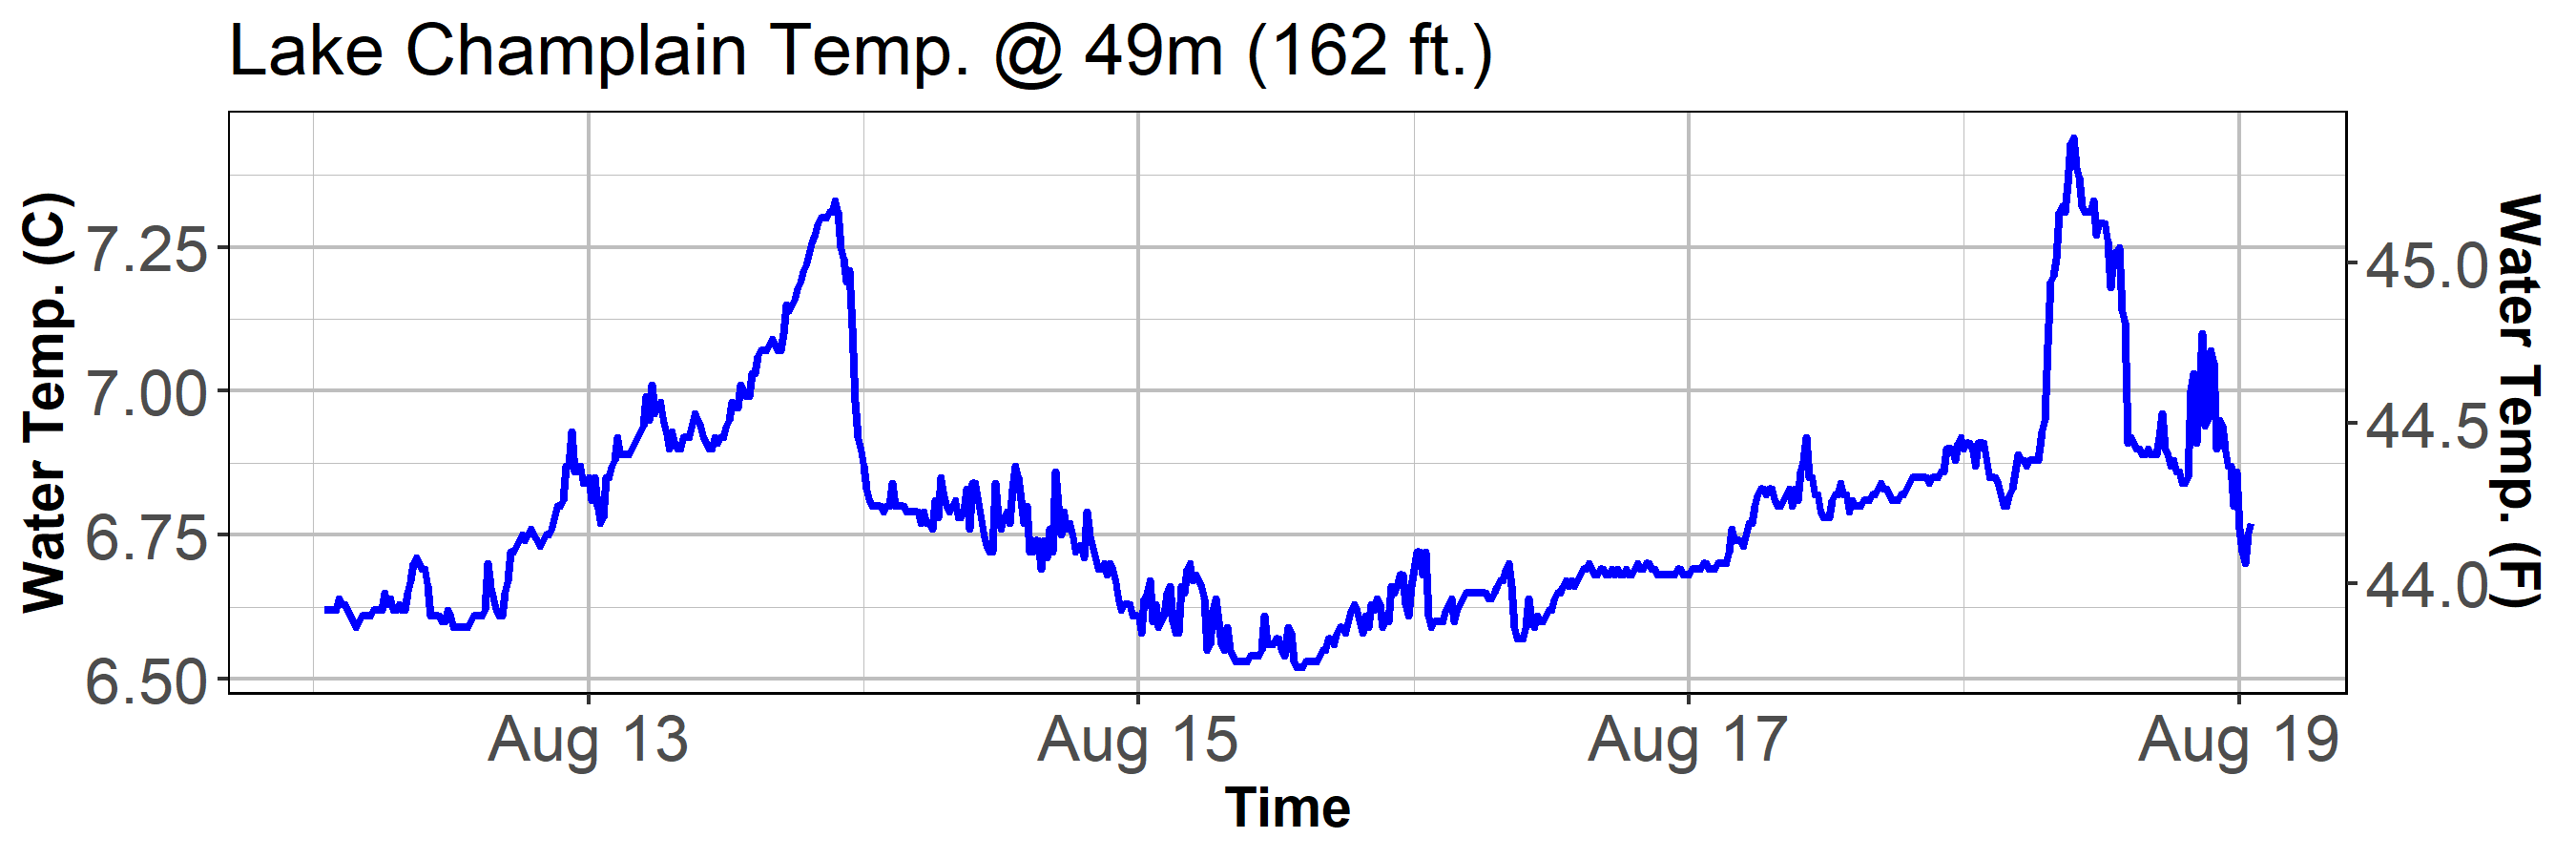 Lake Champlain Temp. @ 49m (162 ft.)
Water Temp. (C)
7.25
7.00
6.75
6.50
45.0
44.5
44.0
Water Temp. (F)
Aug 13 Aug 15 Aug 17 Aug 19
Time